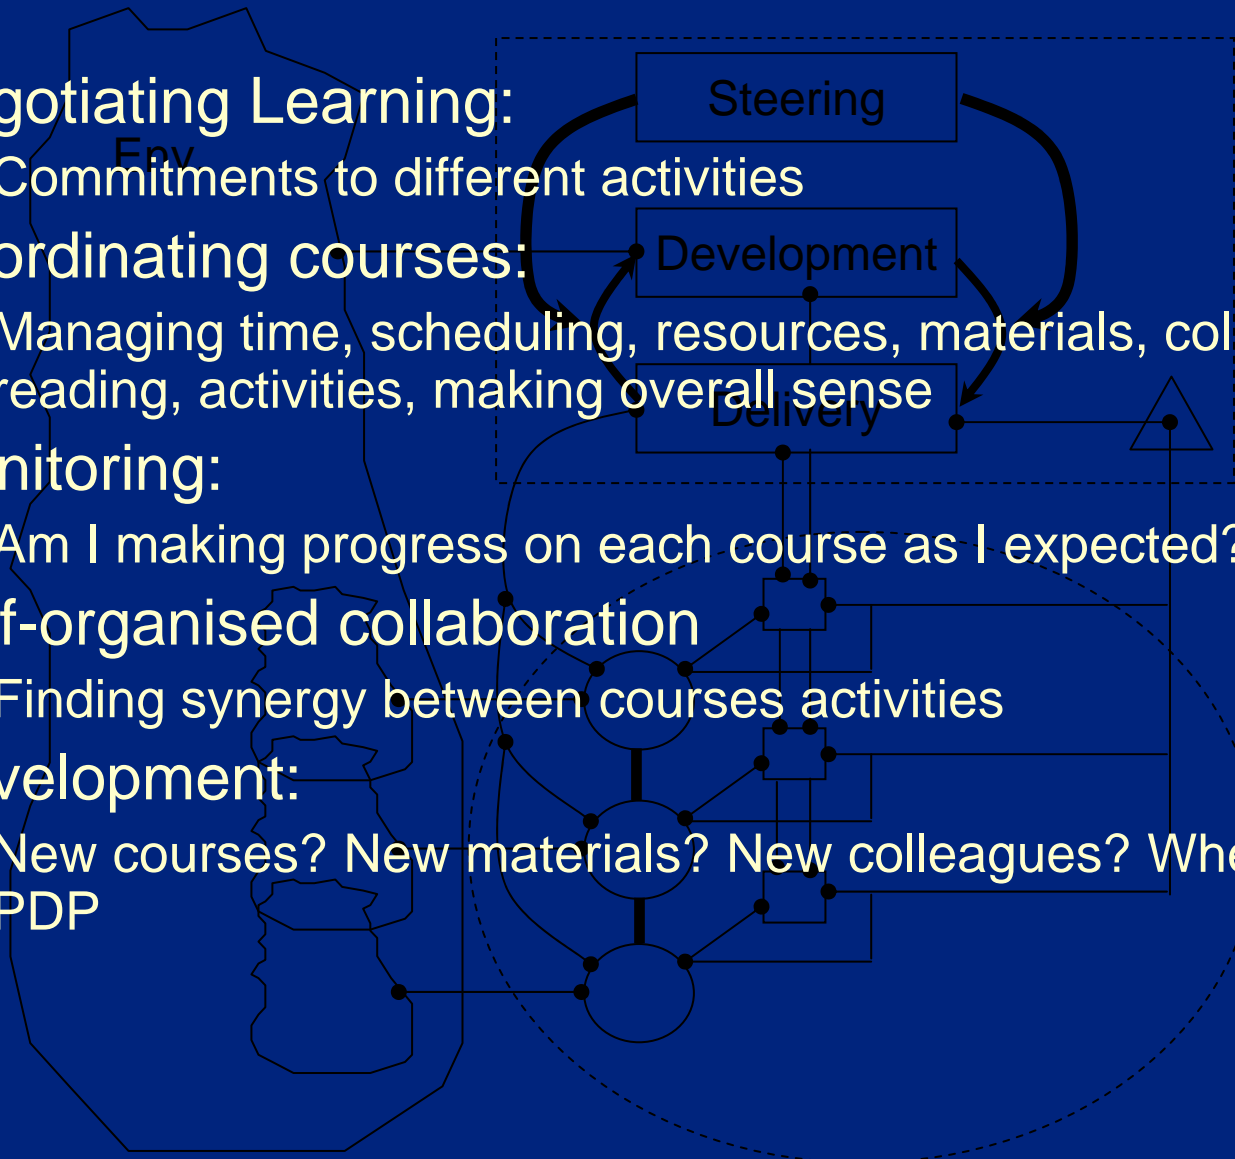 gotiating Learning:
Commitments to different activities
ordinating courses:
Managing time, scheduling, resources, materials, col
reading, activities, making overall sense
nitoring:
Am I making progress on each course as I expected?
f-organised collaboration
Finding synergy between courses activities
velopment:
New courses? New materials? New colleagues? Whe
PDP
Env
Steering
Development
Delivery